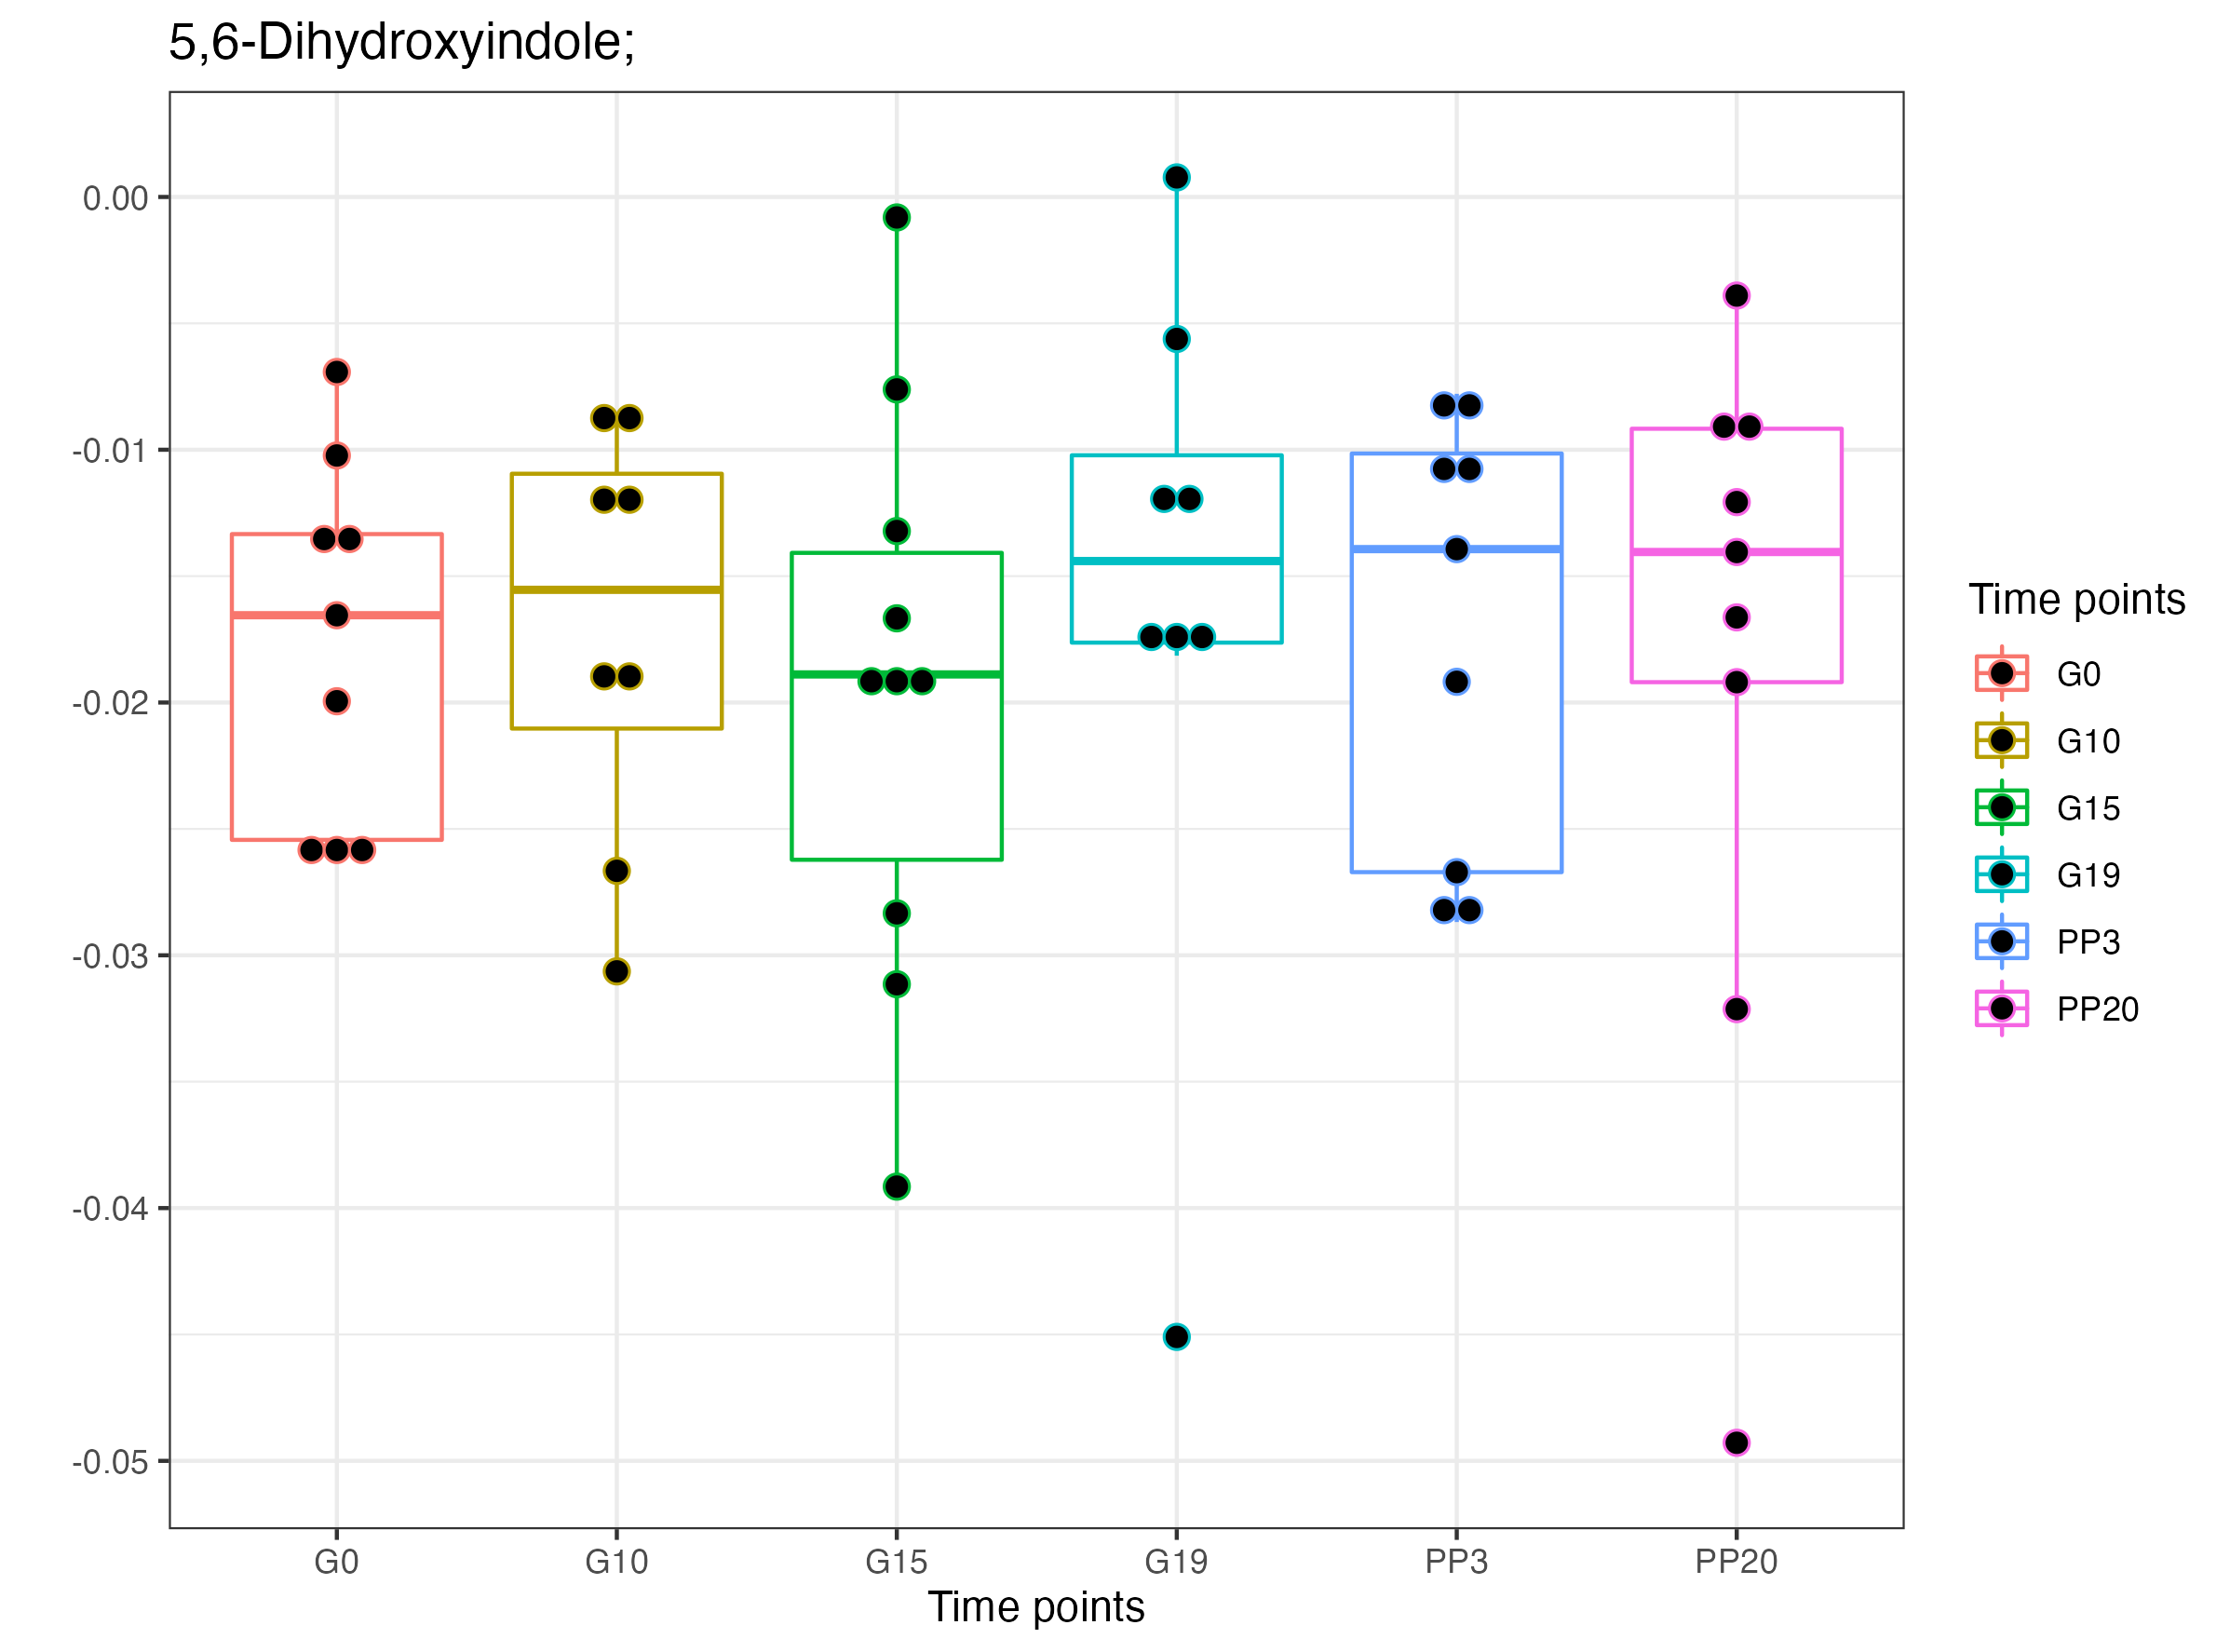 5,6-Dihydroxyindole;
0.00
-0.01
-0.02
-0.03
-0.04
-0.05
G0 G10 G15 G19 PP3 PP20
Time points
Time points
G0
G10
G15
G19
PP3
PP20